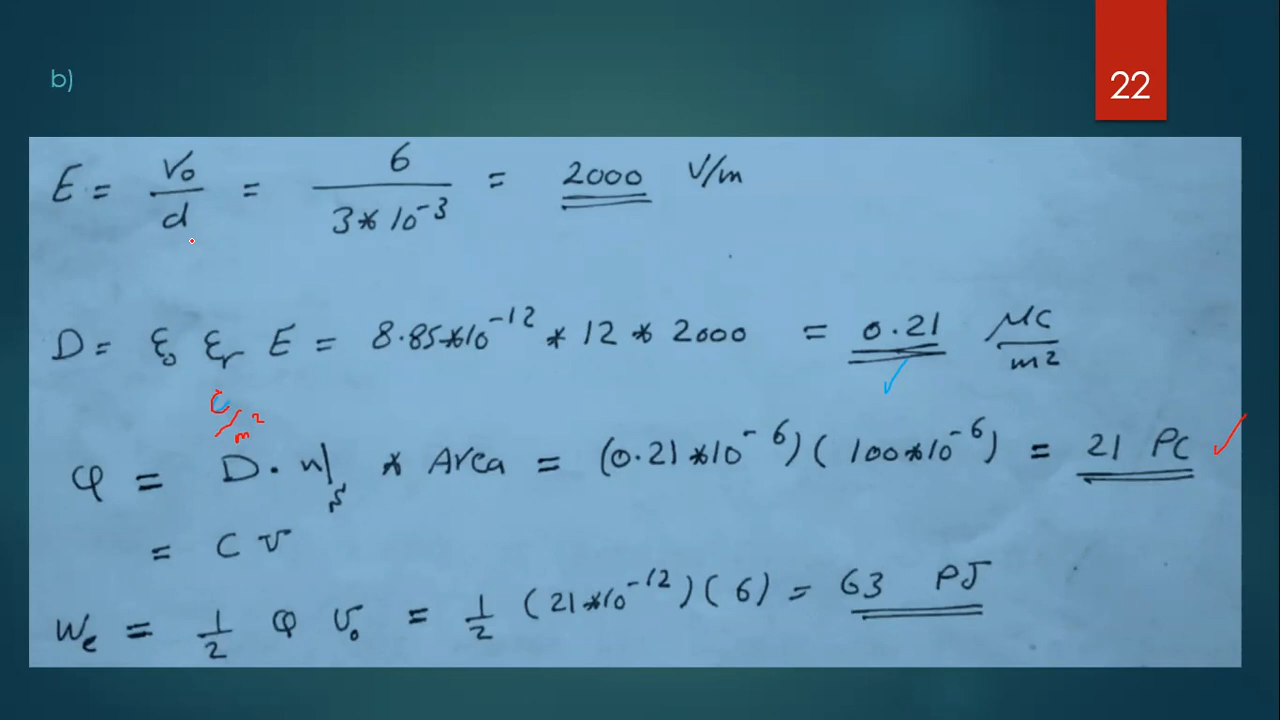 b)
22
E = V₀/d = 6/(3*10⁻³) = 2000 V/m
D = ε₀ εr E = 8.85*10⁻¹² * 12 * 2000 = 0.21 μC/m²
C/m²
φ = D · n|s * Area = (0.21*10⁻⁶)(100*10⁻⁶) = 21 PC
= C v
We = 1/2 φ v₀ = 1/2 (21*10⁻¹²)(6) = 63 PJ